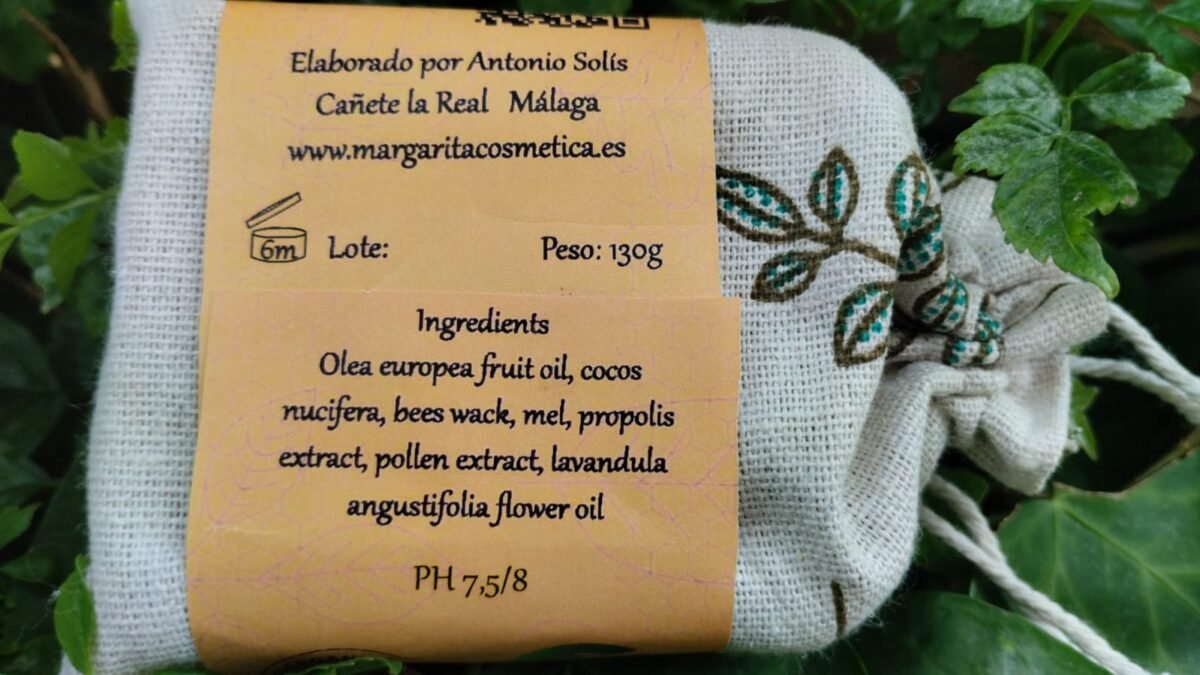 Elaborado por Antonio Solís
Cañete la Real Málaga
www.margaritacosmetica.es
6m Lote: Peso: 130g
Ingredients
Olea europea fruit oil, cocos
nucifera, bees wack, mel, propolis
extract, pollen extract, lavandula
angustifolia flower oil
PH 7,5/8